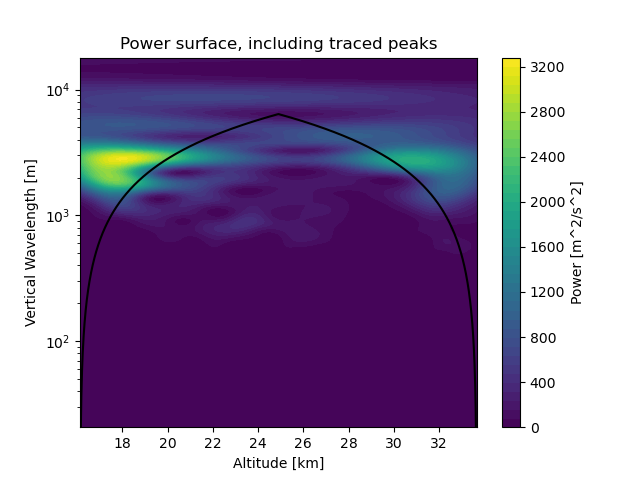 Power surface, including traced peaks
10^4
10^3
10^2
Vertical Wavelength [m]
18 20 22 24 26 28 30 32
Altitude [km]
3200
2800
2400
2000
1600
1200
800
400
0
Power [m^2/s^2]